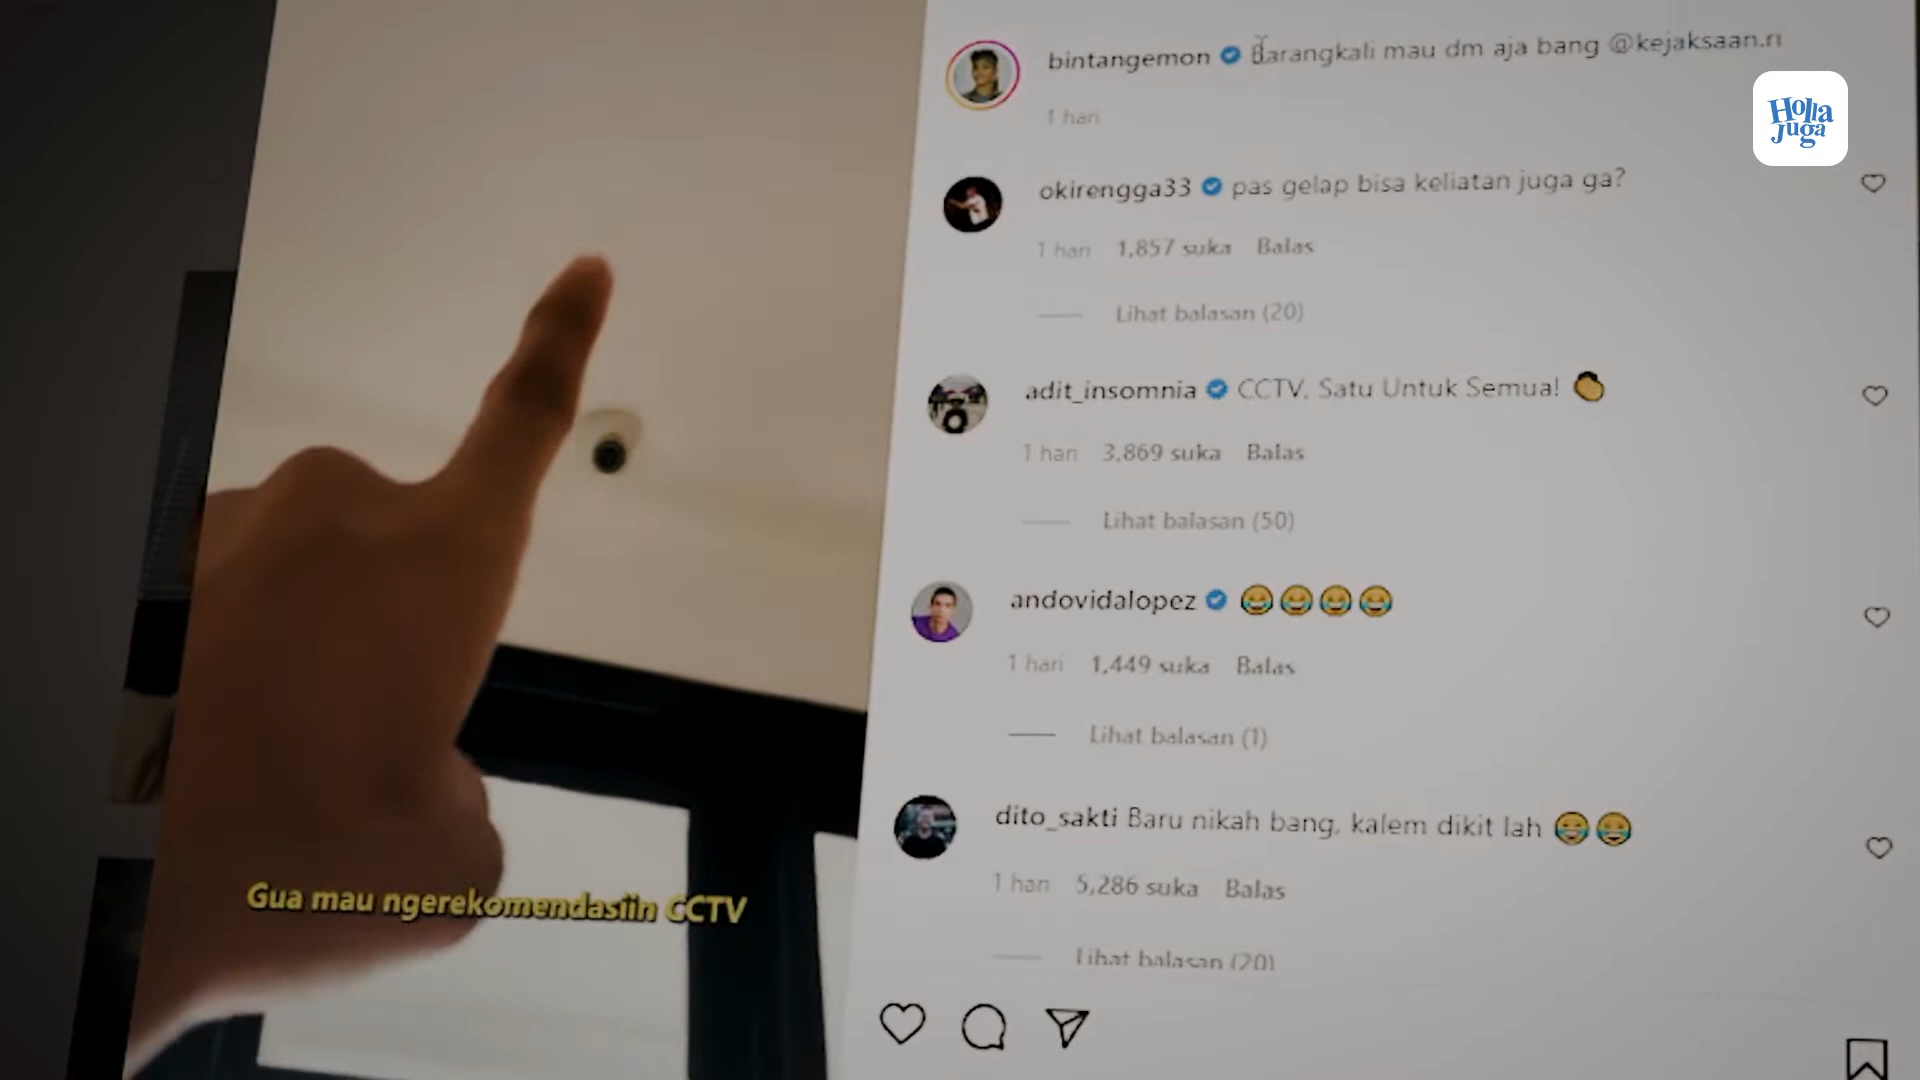 bintangemon Barangkali mau dm aja bang @kejaksaan.ri
1 hari
Holla
Juga
okirengga33 pas gelap bisa keliatan juga ga?
1 hari 1,857 suka Balas
Lihat balasan (20)
adit_insomnia CCTV, Satu Untuk Semua! 👏
1 hari 3,869 suka Balas
Lihat balasan (50)
andovidalopez 😂😂😂😂
1 hari 1,449 suka Balas
Lihat balasan (1)
dito_sakti Baru nikah bang, kalem dikit lah 😂😂
1 hari 5,286 suka Balas
Lihat balasan (20)
Gua mau ngerekomendasiin CCTV